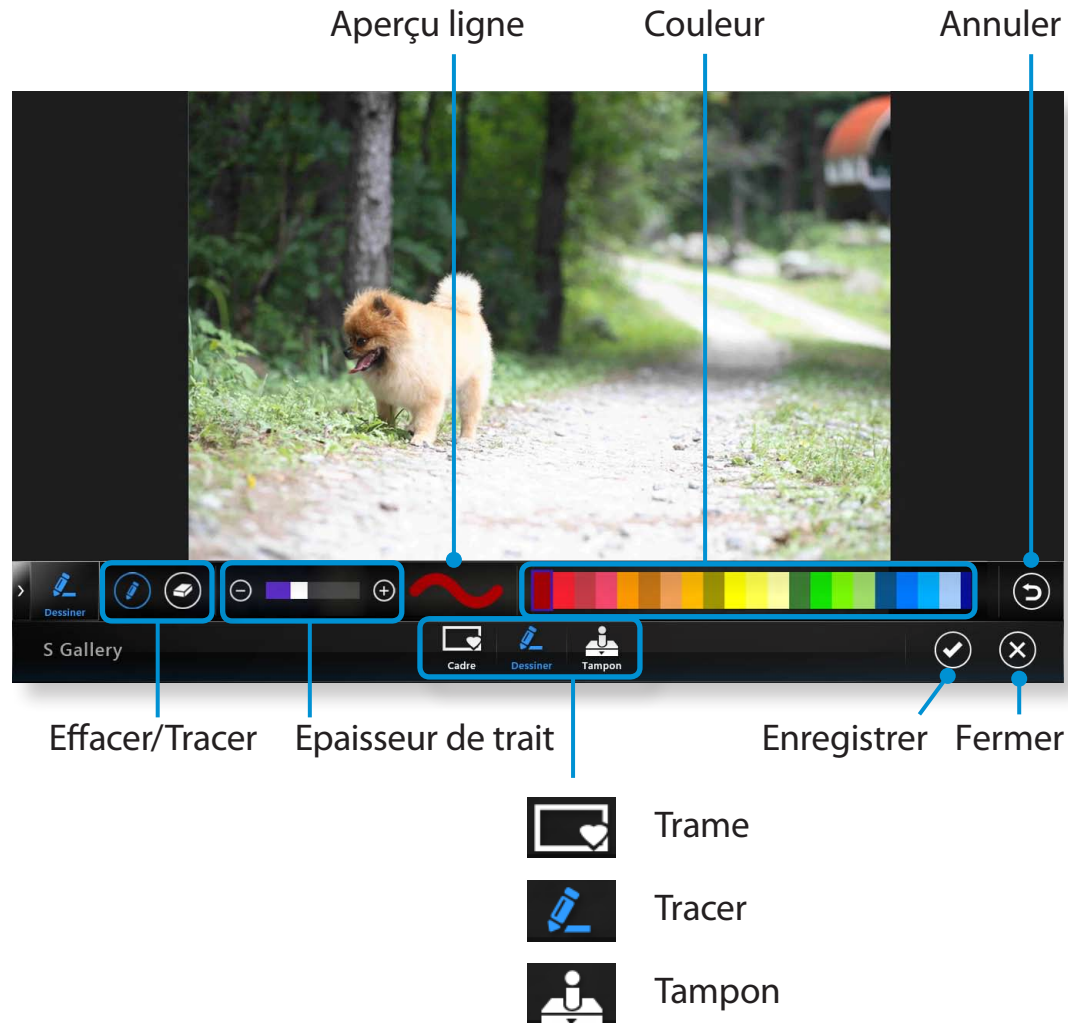 Aperçu ligne Couleur Annuler
Dessiner
S Gallery
Cadre Dessiner Tampon
Effacer/Tracer Epaisseur de trait Enregistrer Fermer
Trame
Tracer
Tampon